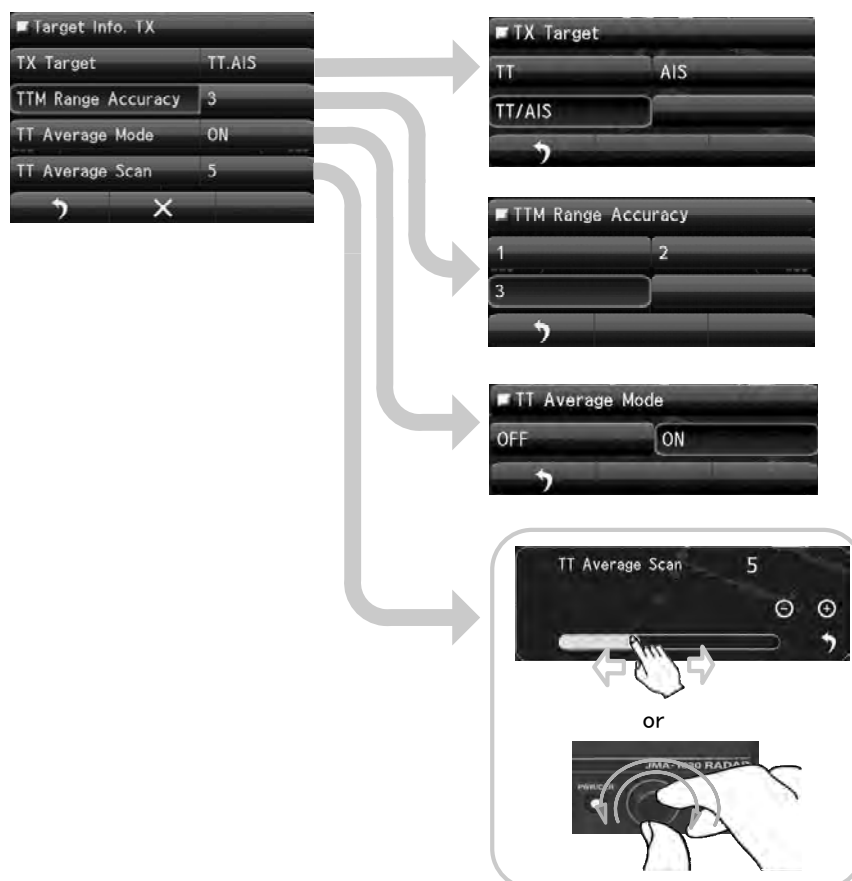 Target Info. TX
TX Target TT.AIS
TTM Range Accuracy 3
TT Average Mode ON
TT Average Scan 5
TX Target
TT AIS
TT/AIS
TTM Range Accuracy
1 2
3
TT Average Mode
OFF ON
TT Average Scan 5
or
RADAR